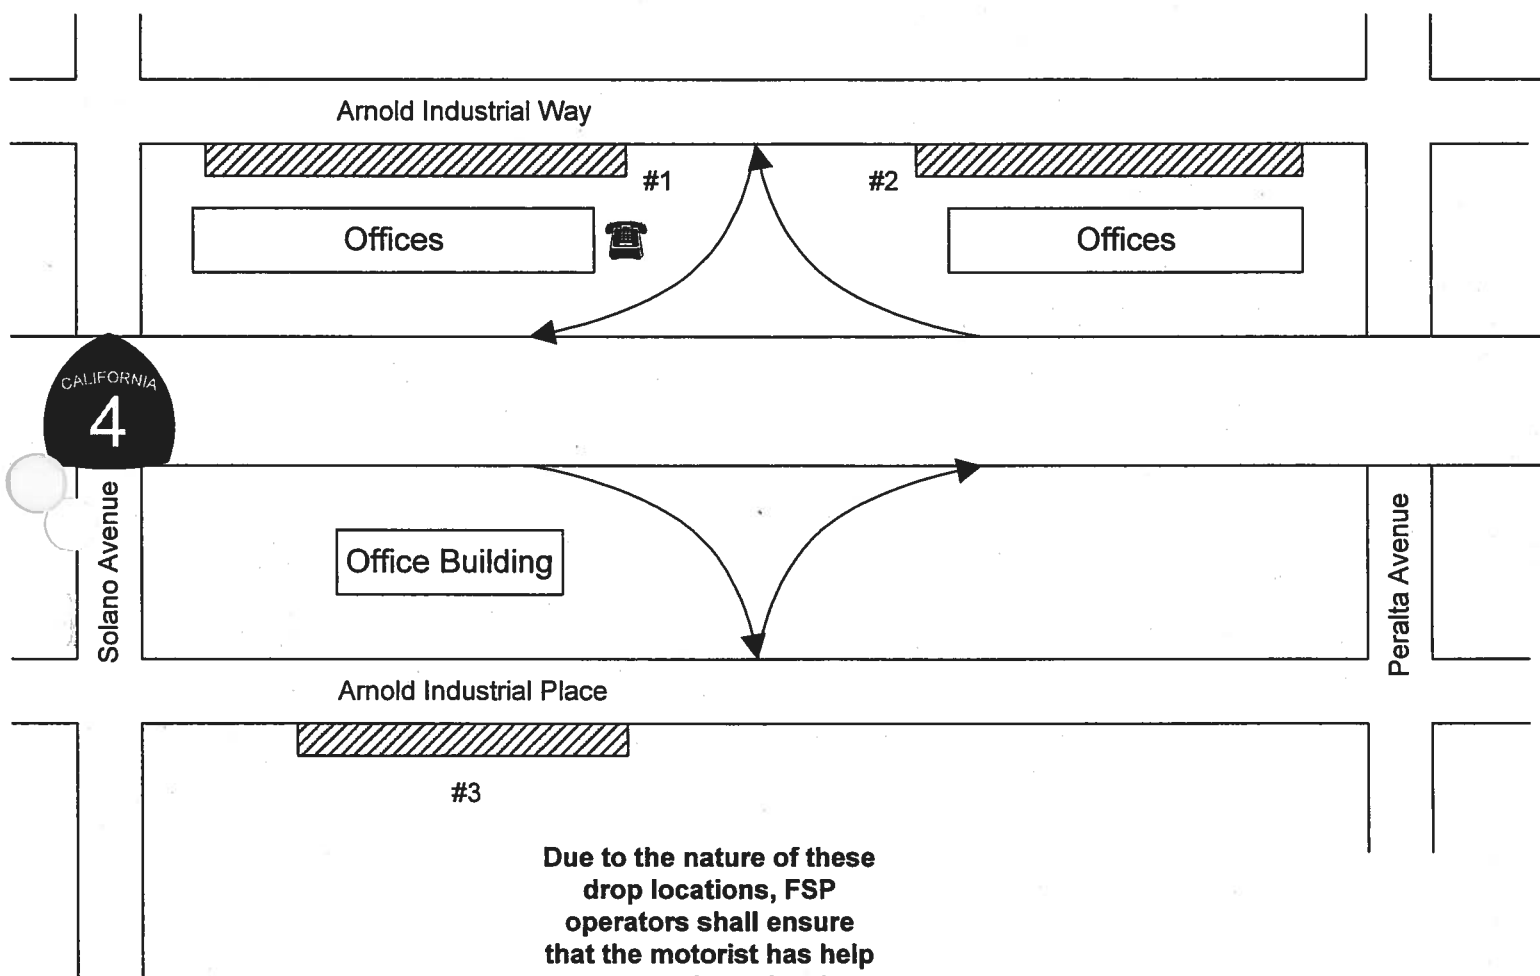 Arnold Industrial Way
#1
#2
Offices
Offices
CALIFORNIA
4
Solano Avenue
Office Building
Peralta Avenue
Arnold Industrial Place
#3
Due to the nature of these
drop locations, FSP
operators shall ensure
that the motorist has help